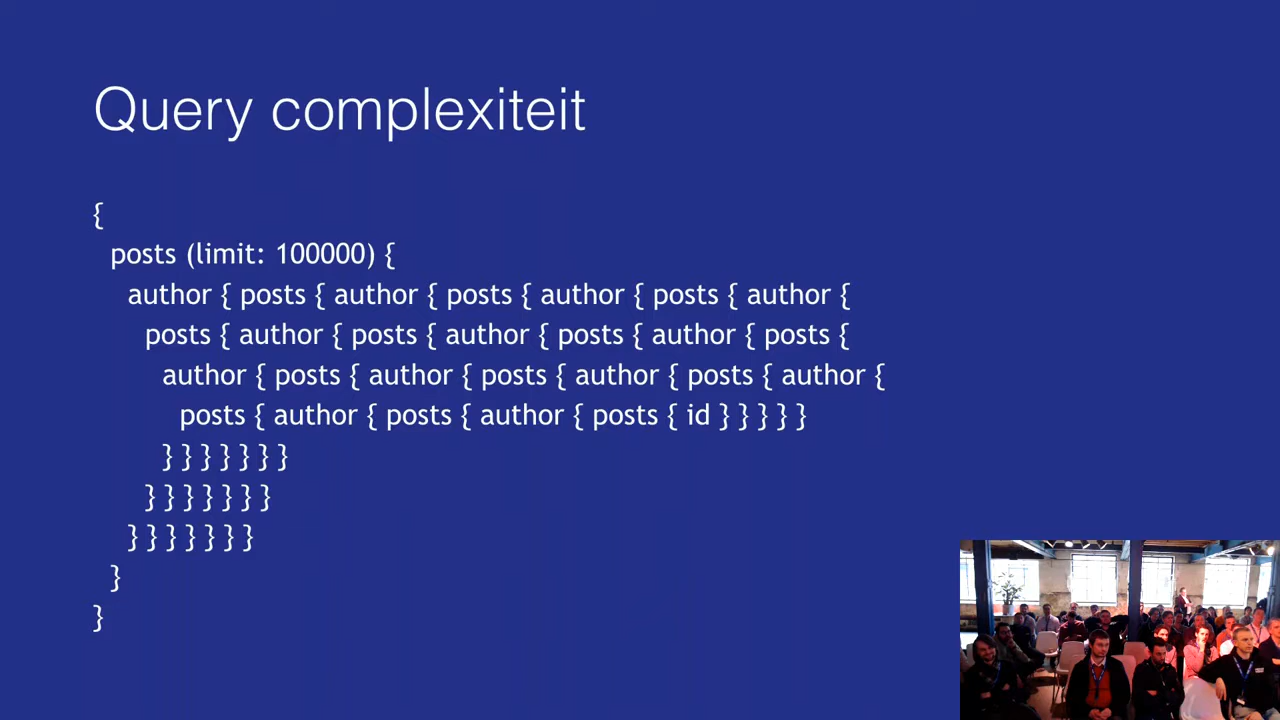 Query complexiteit
{
posts (limit: 100000) {
author { posts { author { posts { author { posts { author {
posts { author { posts { author { posts { author { posts {
author { posts { author { posts { author { posts { author {
posts { author { posts { author { posts { id } } } } }
} } } } } } }
} } } } } } }
} } } } } } }
}
}